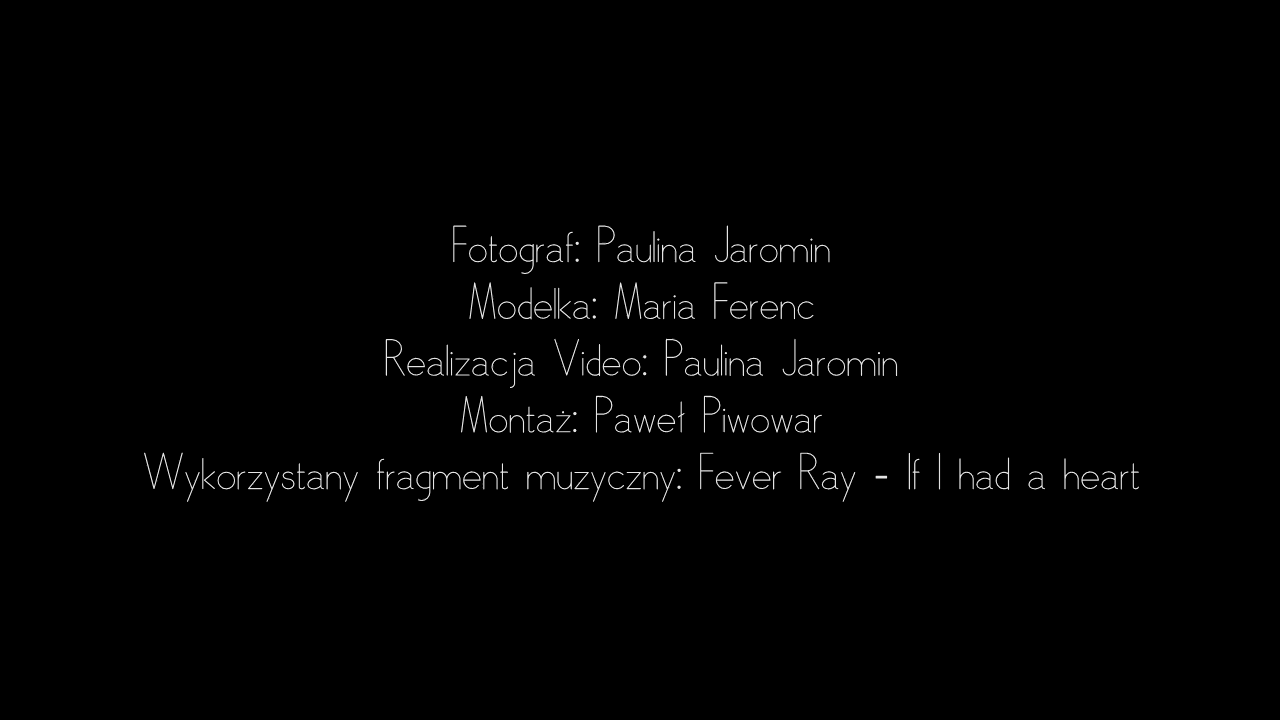 Fotograf: Paulina Jaromin
Modelka: Maria Ferenc
Realizacja Video: Paulina Jaromin
Montaż: Paweł Piwowar
Wykorzystany fragment muzyczny: Fever Ray - If I had a heart